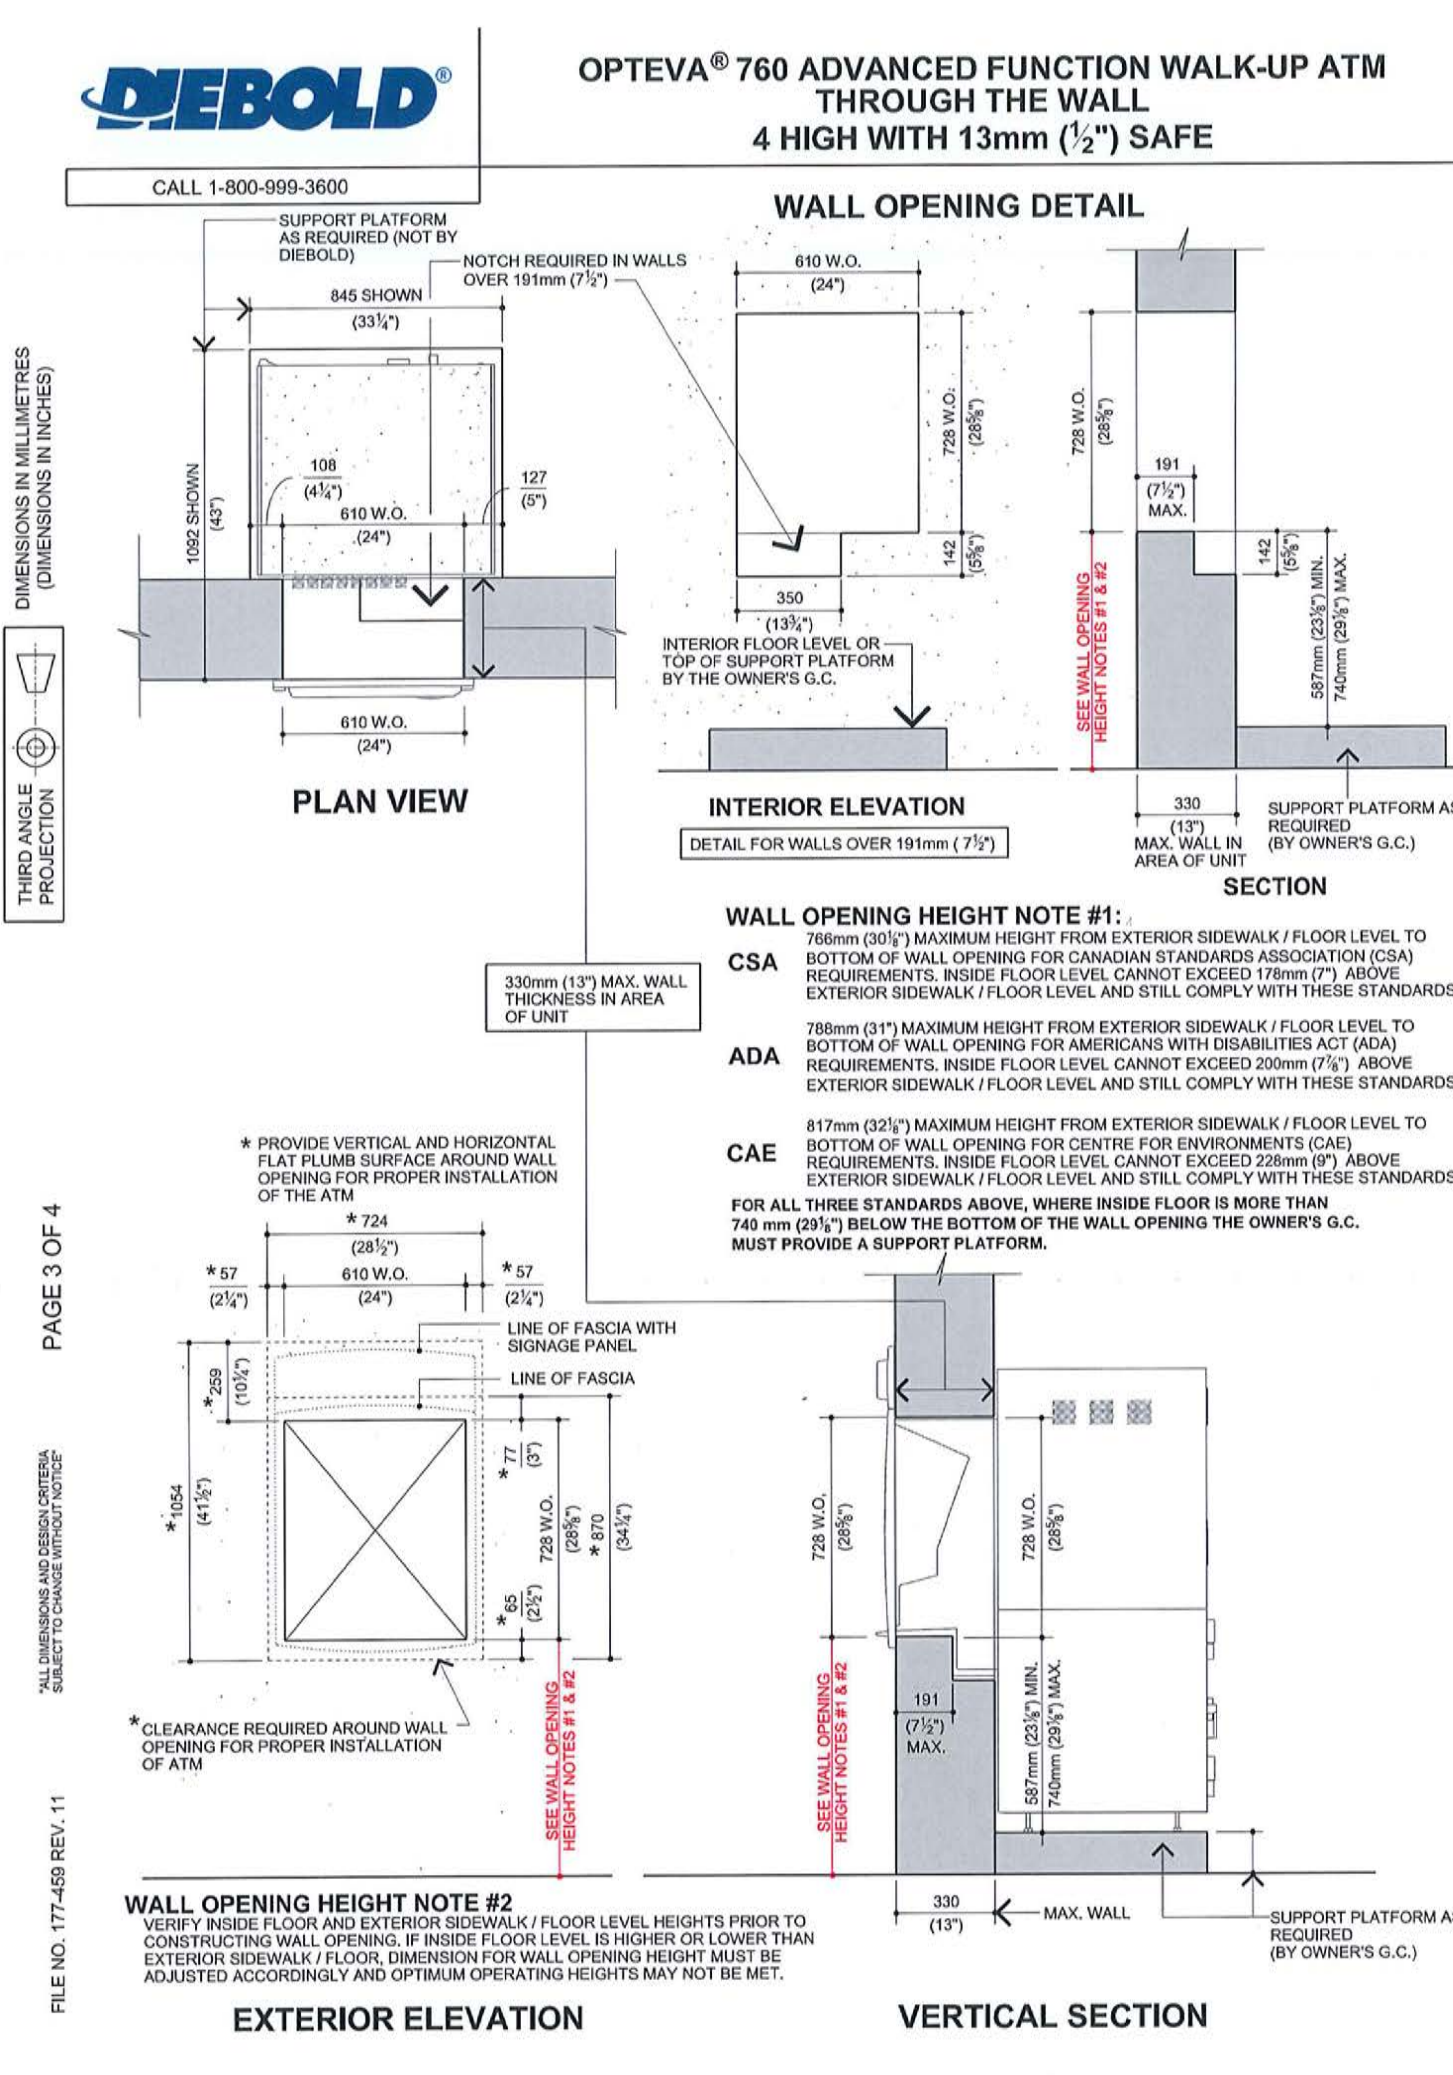 DIEBOLD®
OPTEVA® 760 ADVANCED FUNCTION WALK-UP ATM
THROUGH THE WALL
4 HIGH WITH 13mm (½") SAFE
CALL 1-800-999-3600
WALL OPENING DETAIL
SUPPORT PLATFORM
AS REQUIRED (NOT BY
DIEBOLD)
NOTCH REQUIRED IN WALLS
OVER 191mm (7½")
845 SHOWN
(33¼")
1092 SHOWN
(43")
108
(4¼")
127
(5")
610 W.O.
(24")
610 W.O.
(24")
PLAN VIEW
DIMENSIONS IN MILLIMETRES
(DIMENSIONS IN INCHES)
THIRD ANGLE
PROJECTION
610 W.O.
(24")
728 W.O.
(28⅝")
142
(5⅝")
350
(13¾")
INTERIOR FLOOR LEVEL OR
TOP OF SUPPORT PLATFORM
BY THE OWNER'S G.C.
INTERIOR ELEVATION
DETAIL FOR WALLS OVER 191mm ( 7½")
728 W.O.
(28⅝")
191
(7½")
MAX.
142
(5⅝")
587mm (23⅛") MIN.
740mm (29⅛") MAX.
SEE WALL OPENING
HEIGHT NOTES #1 & #2
330
(13")
MAX. WALL IN
AREA OF UNIT
SUPPORT PLATFORM AS
REQUIRED
(BY OWNER'S G.C.)
SECTION
330mm (13") MAX. WALL
THICKNESS IN AREA
OF UNIT
WALL OPENING HEIGHT NOTE #1:
CSA
766mm (30⅛") MAXIMUM HEIGHT FROM EXTERIOR SIDEWALK / FLOOR LEVEL TO
BOTTOM OF WALL OPENING FOR CANADIAN STANDARDS ASSOCIATION (CSA)
REQUIREMENTS. INSIDE FLOOR LEVEL CANNOT EXCEED 178mm (7") ABOVE
EXTERIOR SIDEWALK / FLOOR LEVEL AND STILL COMPLY WITH THESE STANDARDS
ADA
788mm (31") MAXIMUM HEIGHT FROM EXTERIOR SIDEWALK / FLOOR LEVEL TO
BOTTOM OF WALL OPENING FOR AMERICANS WITH DISABILITIES ACT (ADA)
REQUIREMENTS. INSIDE FLOOR LEVEL CANNOT EXCEED 200mm (7⅞") ABOVE
EXTERIOR SIDEWALK / FLOOR LEVEL AND STILL COMPLY WITH THESE STANDARDS
CAE
817mm (32⅛") MAXIMUM HEIGHT FROM EXTERIOR SIDEWALK / FLOOR LEVEL TO
BOTTOM OF WALL OPENING FOR CENTRE FOR ENVIRONMENTS (CAE)
REQUIREMENTS. INSIDE FLOOR LEVEL CANNOT EXCEED 228mm (9") ABOVE
EXTERIOR SIDEWALK / FLOOR LEVEL AND STILL COMPLY WITH THESE STANDARDS
FOR ALL THREE STANDARDS ABOVE, WHERE INSIDE FLOOR IS MORE THAN
740 mm (29⅛") BELOW THE BOTTOM OF THE WALL OPENING THE OWNER'S G.C.
MUST PROVIDE A SUPPORT PLATFORM.
* PROVIDE VERTICAL AND HORIZONTAL
FLAT PLUMB SURFACE AROUND WALL
OPENING FOR PROPER INSTALLATION
OF THE ATM
* 724
(28½")
* 57
(2¼")
610 W.O.
(24")
* 57
(2¼")
LINE OF FASCIA WITH
SIGNAGE PANEL
LINE OF FASCIA
* 259
(10¼")
* 1054
(41½")
* 77
(3")
728 W.O.
(28⅝")
* 870
(34¼")
* 65
(2½")
SEE WALL OPENING
HEIGHT NOTES #1 & #2
* CLEARANCE REQUIRED AROUND WALL
OPENING FOR PROPER INSTALLATION
OF ATM
WALL OPENING HEIGHT NOTE #2
VERIFY INSIDE FLOOR AND EXTERIOR SIDEWALK / FLOOR LEVEL HEIGHTS PRIOR TO
CONSTRUCTING WALL OPENING. IF INSIDE FLOOR LEVEL IS HIGHER OR LOWER THAN
EXTERIOR SIDEWALK / FLOOR, DIMENSION FOR WALL OPENING HEIGHT MUST BE
ADJUSTED ACCORDINGLY AND OPTIMUM OPERATING HEIGHTS MAY NOT BE MET.
EXTERIOR ELEVATION
728 W.O.
(28⅝")
728 W.O.
(28⅝")
191
(7½")
MAX.
587mm (23⅛") MIN.
740mm (29⅛") MAX.
SEE WALL OPENING
HEIGHT NOTES #1 & #2
330
(13")
MAX. WALL
SUPPORT PLATFORM AS
REQUIRED
(BY OWNER'S G.C.)
VERTICAL SECTION
PAGE 3 OF 4
"ALL DIMENSIONS AND DESIGN CRITERIA
SUBJECT TO CHANGE WITHOUT NOTICE"
FILE NO. 177-459 REV. 11